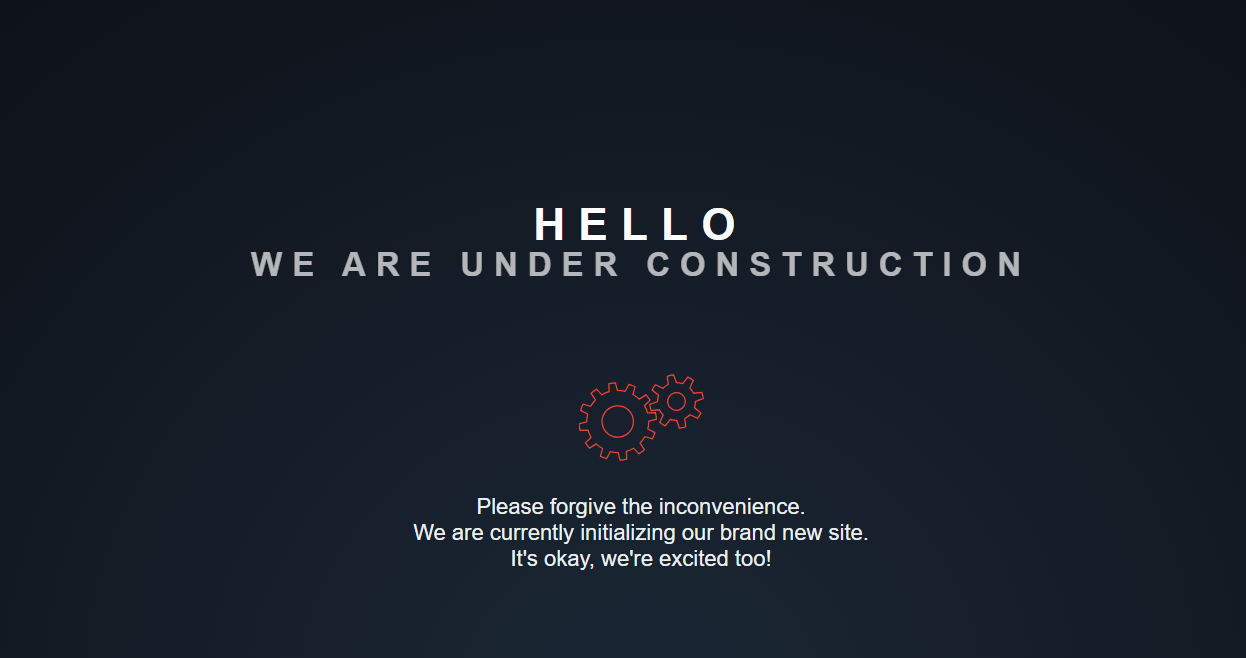 HELLO
WE ARE UNDER CONSTRUCTION
Please forgive the inconvenience.
We are currently initializing our brand new site.
It's okay, we're excited too!